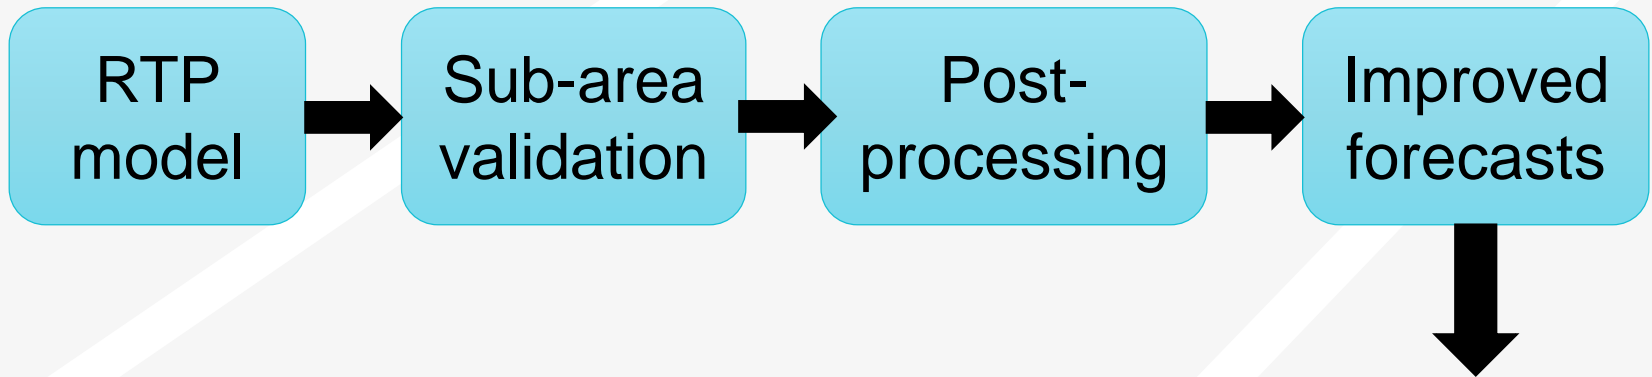 RTP
model
Sub-area
validation
Post-
processing
Improved
forecasts